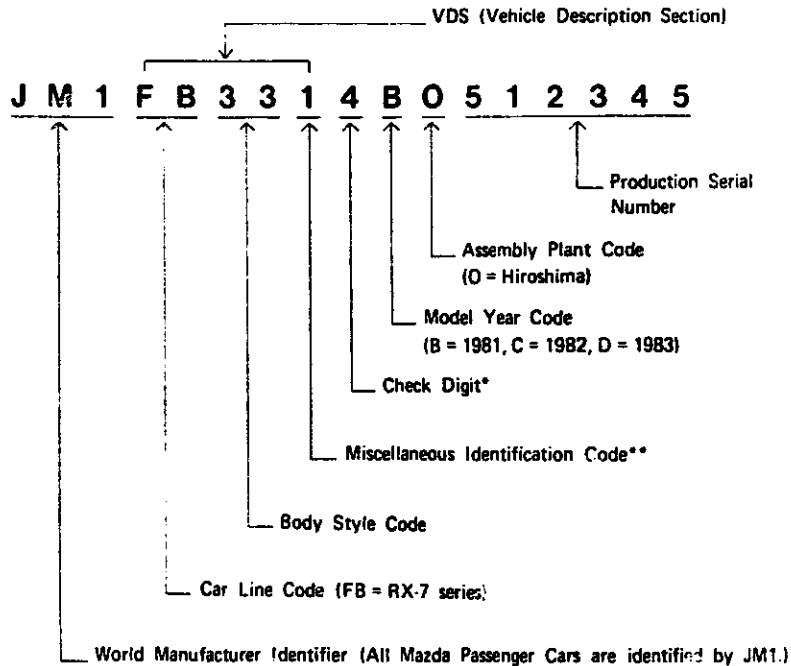 VDS (Vehicle Description Section)
J M 1 F B 3 3 1 4 B 0 5 1 2 3 4 5
Production Serial
Number
Assembly Plant Code
(0 = Hiroshima)
Model Year Code
(B = 1981, C = 1982, D = 1983)
Check Digit*
Miscellaneous Identification Code**
Body Style Code
Car Line Code (FB = RX-7 series)
World Manufacturer Identifier (All Mazda Passenger Cars are identified by JM1.)